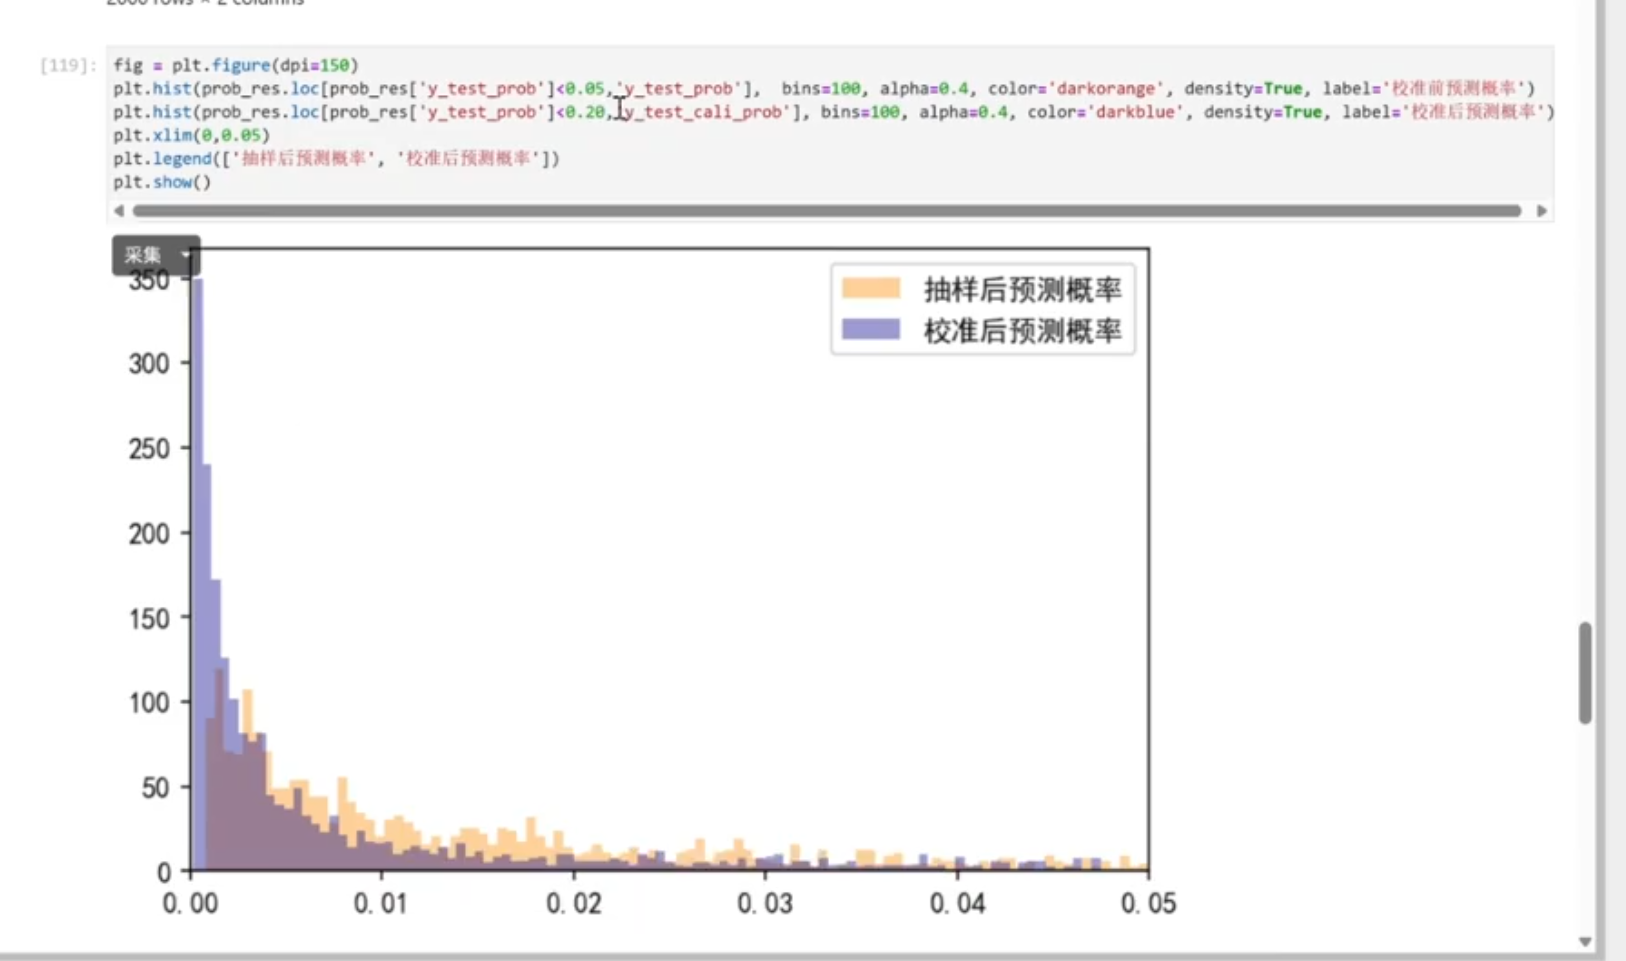 2000 rows × 2 columns
[119]:
fig = plt.figure(dpi=150)
plt.hist(prob_res.loc[prob_res['y_test_prob']<0.05,'y_test_prob'],  bins=100, alpha=0.4, color='darkorange', density=True, label='校准前预测概率')
plt.hist(prob_res.loc[prob_res['y_test_prob']<0.20,'y_test_cali_prob'], bins=100, alpha=0.4, color='darkblue', density=True, label='校准后预测概率')
plt.xlim(0,0.05)
plt.legend(['抽样后预测概率', '校准后预测概率'])
plt.show()
采集
350
抽样后预测概率
校准后预测概率
300
250
200
150
100
50
0
0.00 0.01 0.02 0.03 0.04 0.05